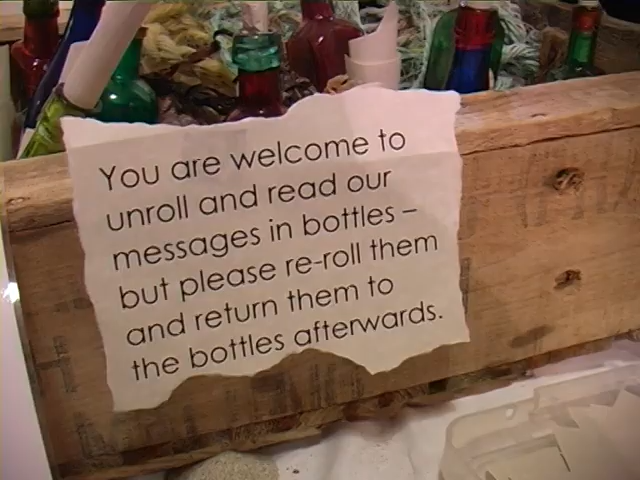 You are welcome to
unroll and read our
messages in bottles –
but please re-roll them
and return them to
the bottles afterwards.